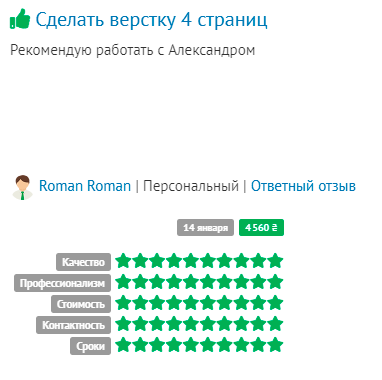 Сделать верстку 4 страниц
Рекомендую работать с Александром
Roman Roman | Персональный | Ответный отзыв
14 января 4 560 ₴
Качество
Профессионализм
Стоимость
Контактность
Сроки